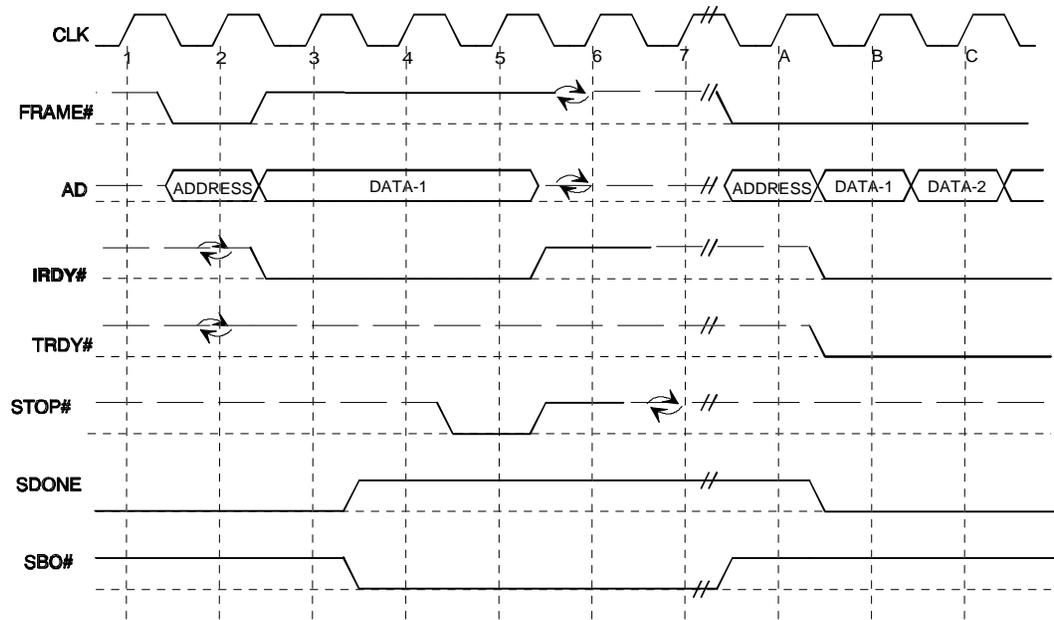 CLK
1 2 3 4 5 6 7 A B C
FRAME#
AD ADDRESS DATA-1 ADDRESS DATA-1 DATA-2
IRDY#
TRDY#
STOP#
SDONE
SBO#